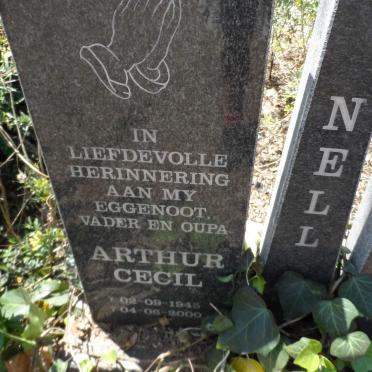 IN
LIEFDEVOLLE
HERINNERING
AAN MY
EGGENOOT
VADER EN OUPA
ARTHUR
CECIL
* 02-09-1945
† 04-06-2000
NELL